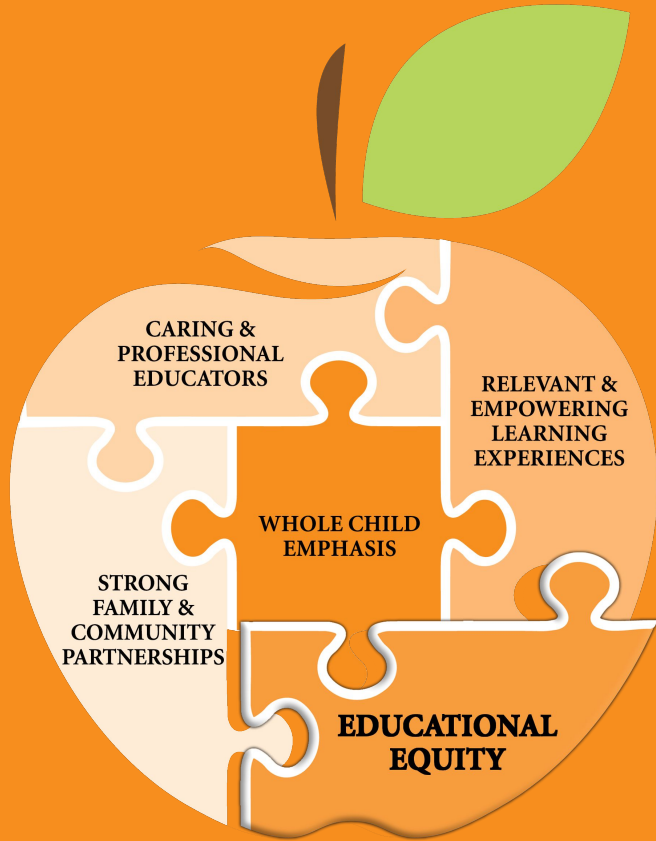 CARING &
PROFESSIONAL
EDUCATORS
RELEVANT &
EMPOWERING
LEARNING
EXPERIENCES
WHOLE CHILD
EMPHASIS
STRONG
FAMILY &
COMMUNITY
PARTNERSHIPS
EDUCATIONAL
EQUITY